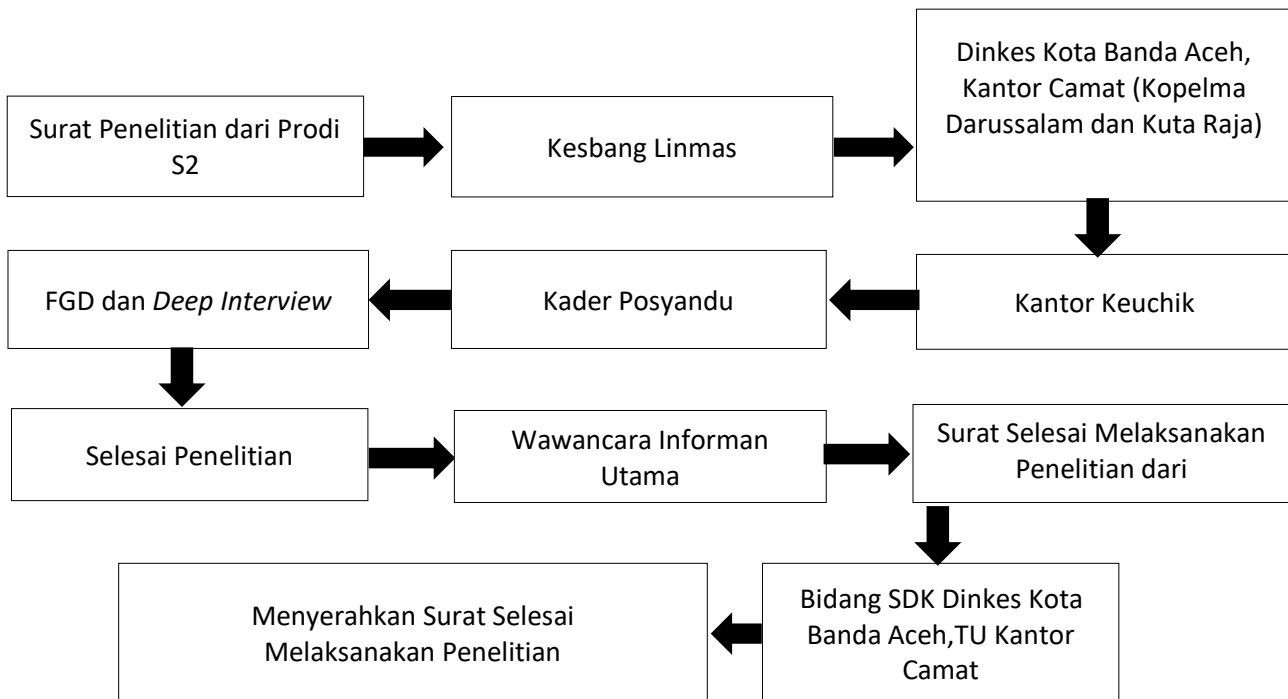 Surat Penelitian dari Prodi
S2
Kesbang Linmas
Dinkes Kota Banda Aceh,
Kantor Camat (Kopelma
Darussalam dan Kuta Raja)
Kantor Keuchik
Kader Posyandu
FGD dan Deep Interview
Selesai Penelitian
Wawancara Informan
Utama
Surat Selesai Melaksanakan
Penelitian dari
Bidang SDK Dinkes Kota
Banda Aceh,TU Kantor
Camat
Menyerahkan Surat Selesai
Melaksanakan Penelitian